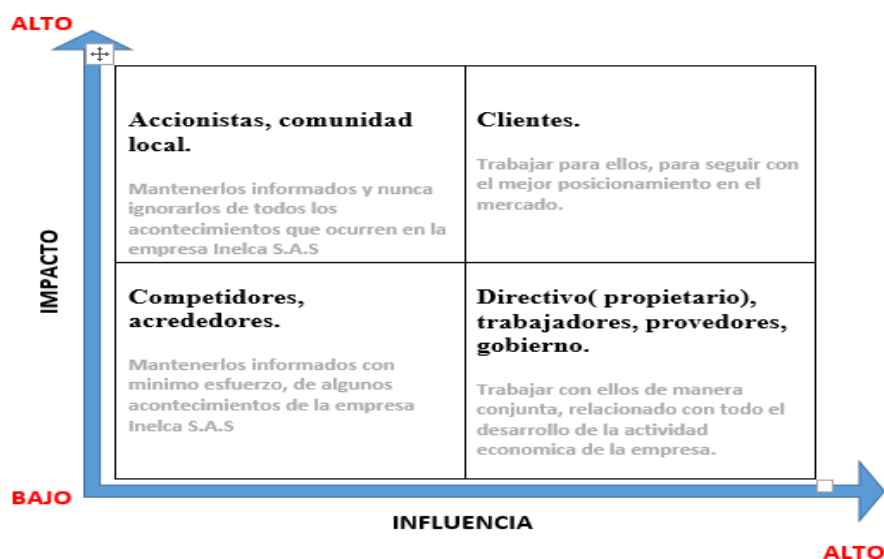 ALTO
Accionistas, comunidad
local.
Mantenerlos informados y nunca
ignorarlos de todos los
acontecimientos que ocurren en la
empresa Inelca S.A.S
Clientes.
Trabajar para ellos, para seguir con
el mejor posicionamiento en el
mercado.
IMPACTO
Competidores,
acrededores.
Mantenerlos informados con
minimo esfuerzo, de algunos
acontecimientos de la empresa
Inelca S.A.S
Directivo( propietario),
trabajadores, provedores,
gobierno.
Trabajar con ellos de manera
conjunta, relacionado con todo el
desarrollo de la actividad
economica de la empresa.
BAJO
INFLUENCIA
ALTO